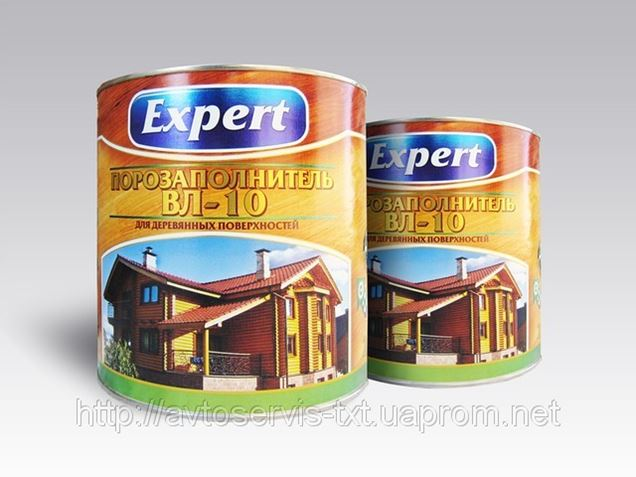 Expert
ПОРОЗАПОЛНИТЕЛЬ
ВЛ-10
ДЛЯ ДЕРЕВЯННЫХ ПОВЕРХНОСТЕЙ
Expert
ПОРОЗАПОЛНИТЕЛЬ
ВЛ-10
ДЛЯ ДЕРЕВЯННЫХ ПОВЕРХНОСТЕЙ
http://avtoservis-txt.uaprom.net